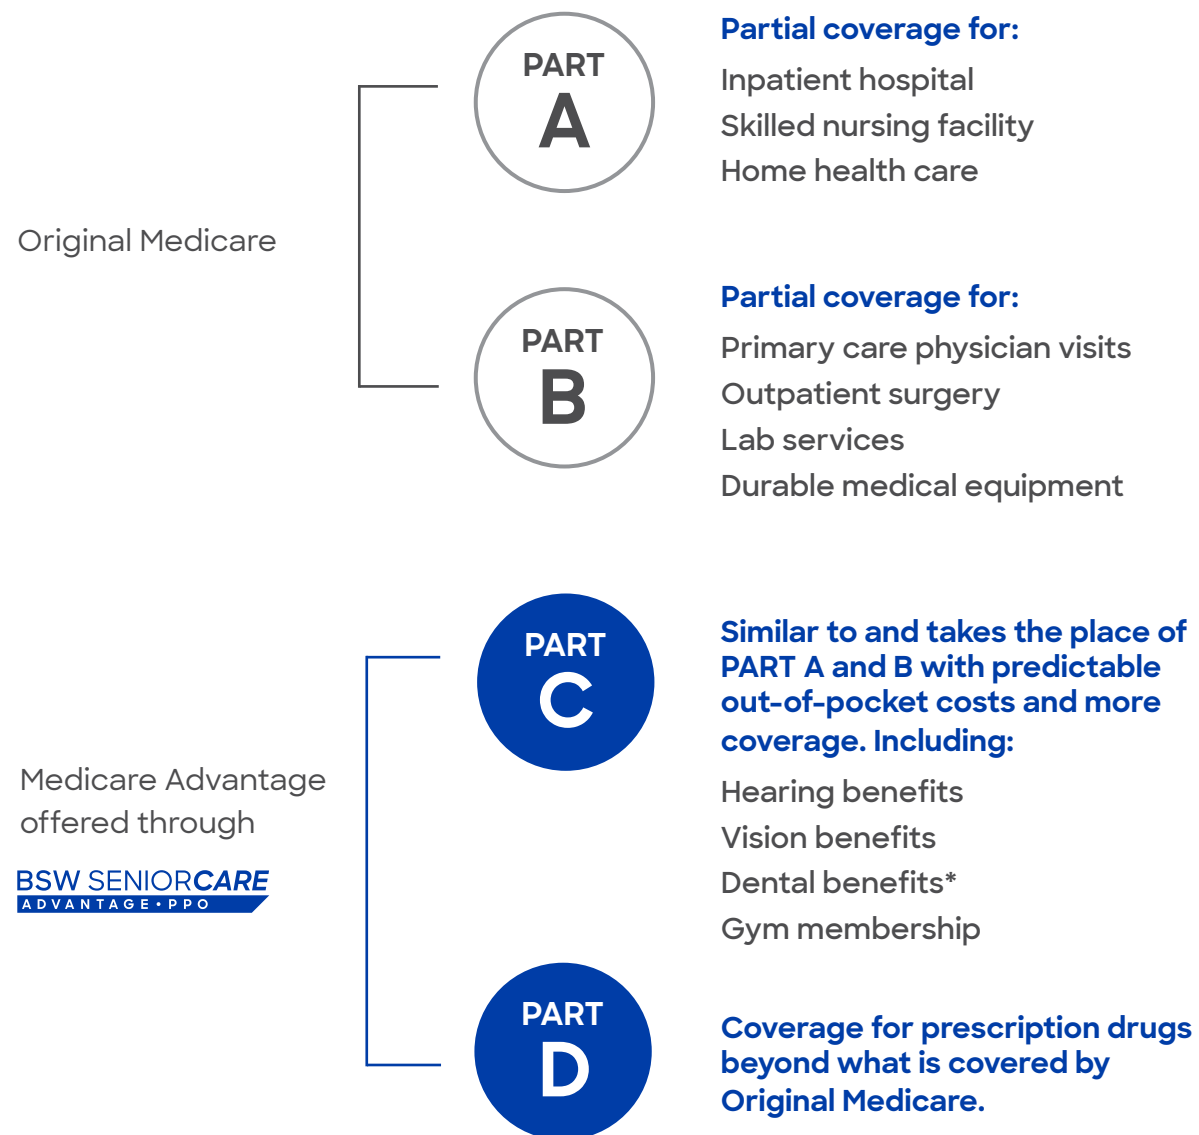 PART
A
Partial coverage for:
Inpatient hospital
Skilled nursing facility
Home health care
Original Medicare
PART
B
Partial coverage for:
Primary care physician visits
Outpatient surgery
Lab services
Durable medical equipment
PART
C
Similar to and takes the place of
PART A and B with predictable
out-of-pocket costs and more
coverage. Including:
Hearing benefits
Vision benefits
Dental benefits*
Gym membership
Medicare Advantage
offered through
BSW SENIORCARE
ADVANTAGE • PPO
PART
D
Coverage for prescription drugs
beyond what is covered by
Original Medicare.